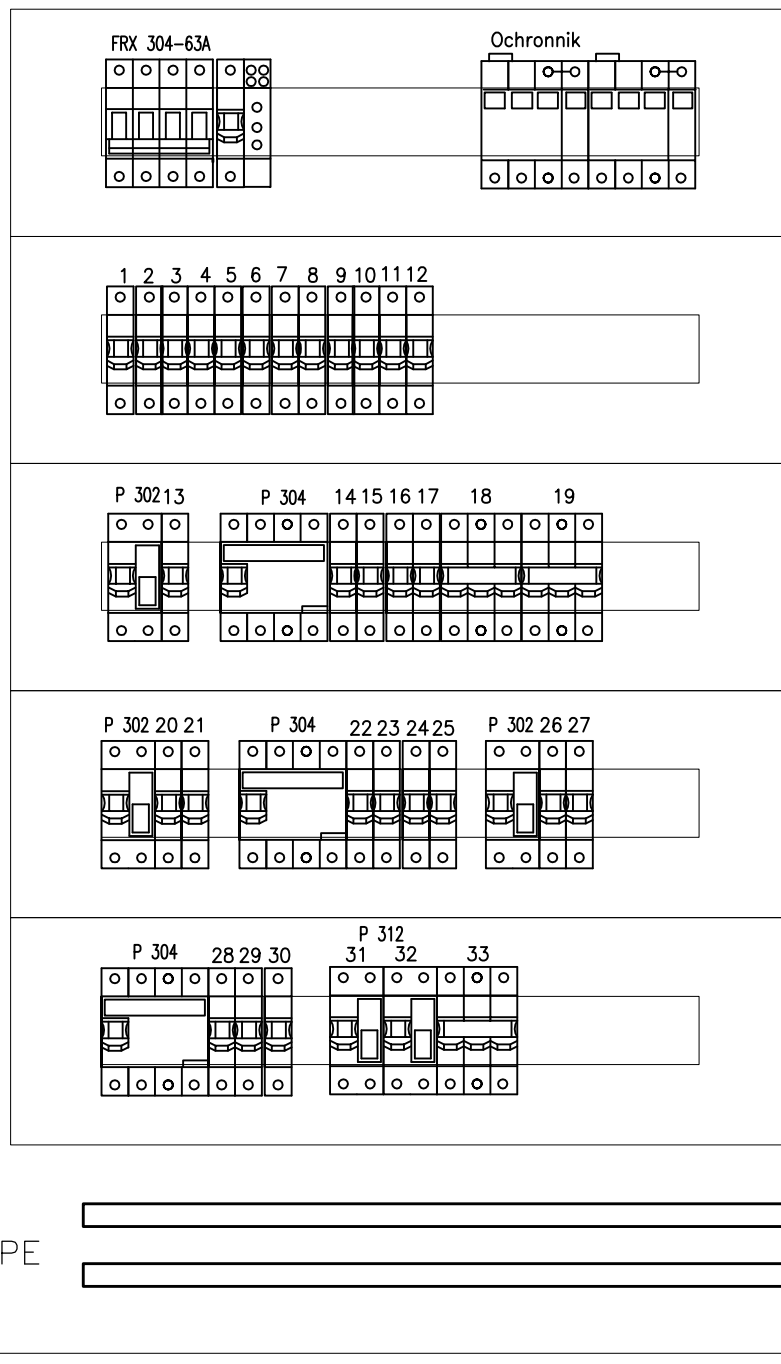 FRX 304-63A Ochronnik
1 2 3 4 5 6 7 8 9 10 11 12
P 302 13 P 304 14 15 16 17 18 19
P 302 20 21 P 304 22 23 24 25 P 302 26 27
P 312
P 304 28 29 30 31 32 33
PE